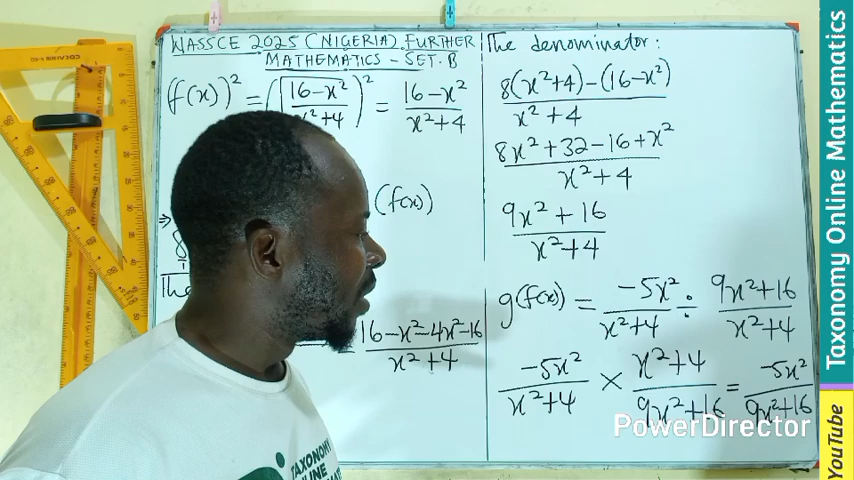 WASSCE 2025 (NIGERIA) FURTHER
MATHEMATICS - SET. B
(f(x))² = (√(16-x²)/(x²+4))² = (16-x²)/(x²+4)
(f(x))
8
The
(16-x²-4x²-16)/(x²+4)
The denominator:
(8(x²+4)-(16-x²))/(x²+4)
(8x²+32-16+x²)/(x²+4)
(9x²+16)/(x²+4)
g(f(x)) = (-5x²)/(x²+4) ÷ (9x²+16)/(x²+4)
(-5x²)/(x²+4) × (x²+4)/(9x²+16) = (-5x²)/(9x²+16)
PowerDirector
Taxonomy Online Mathematics
YouTube
TAXONOMY